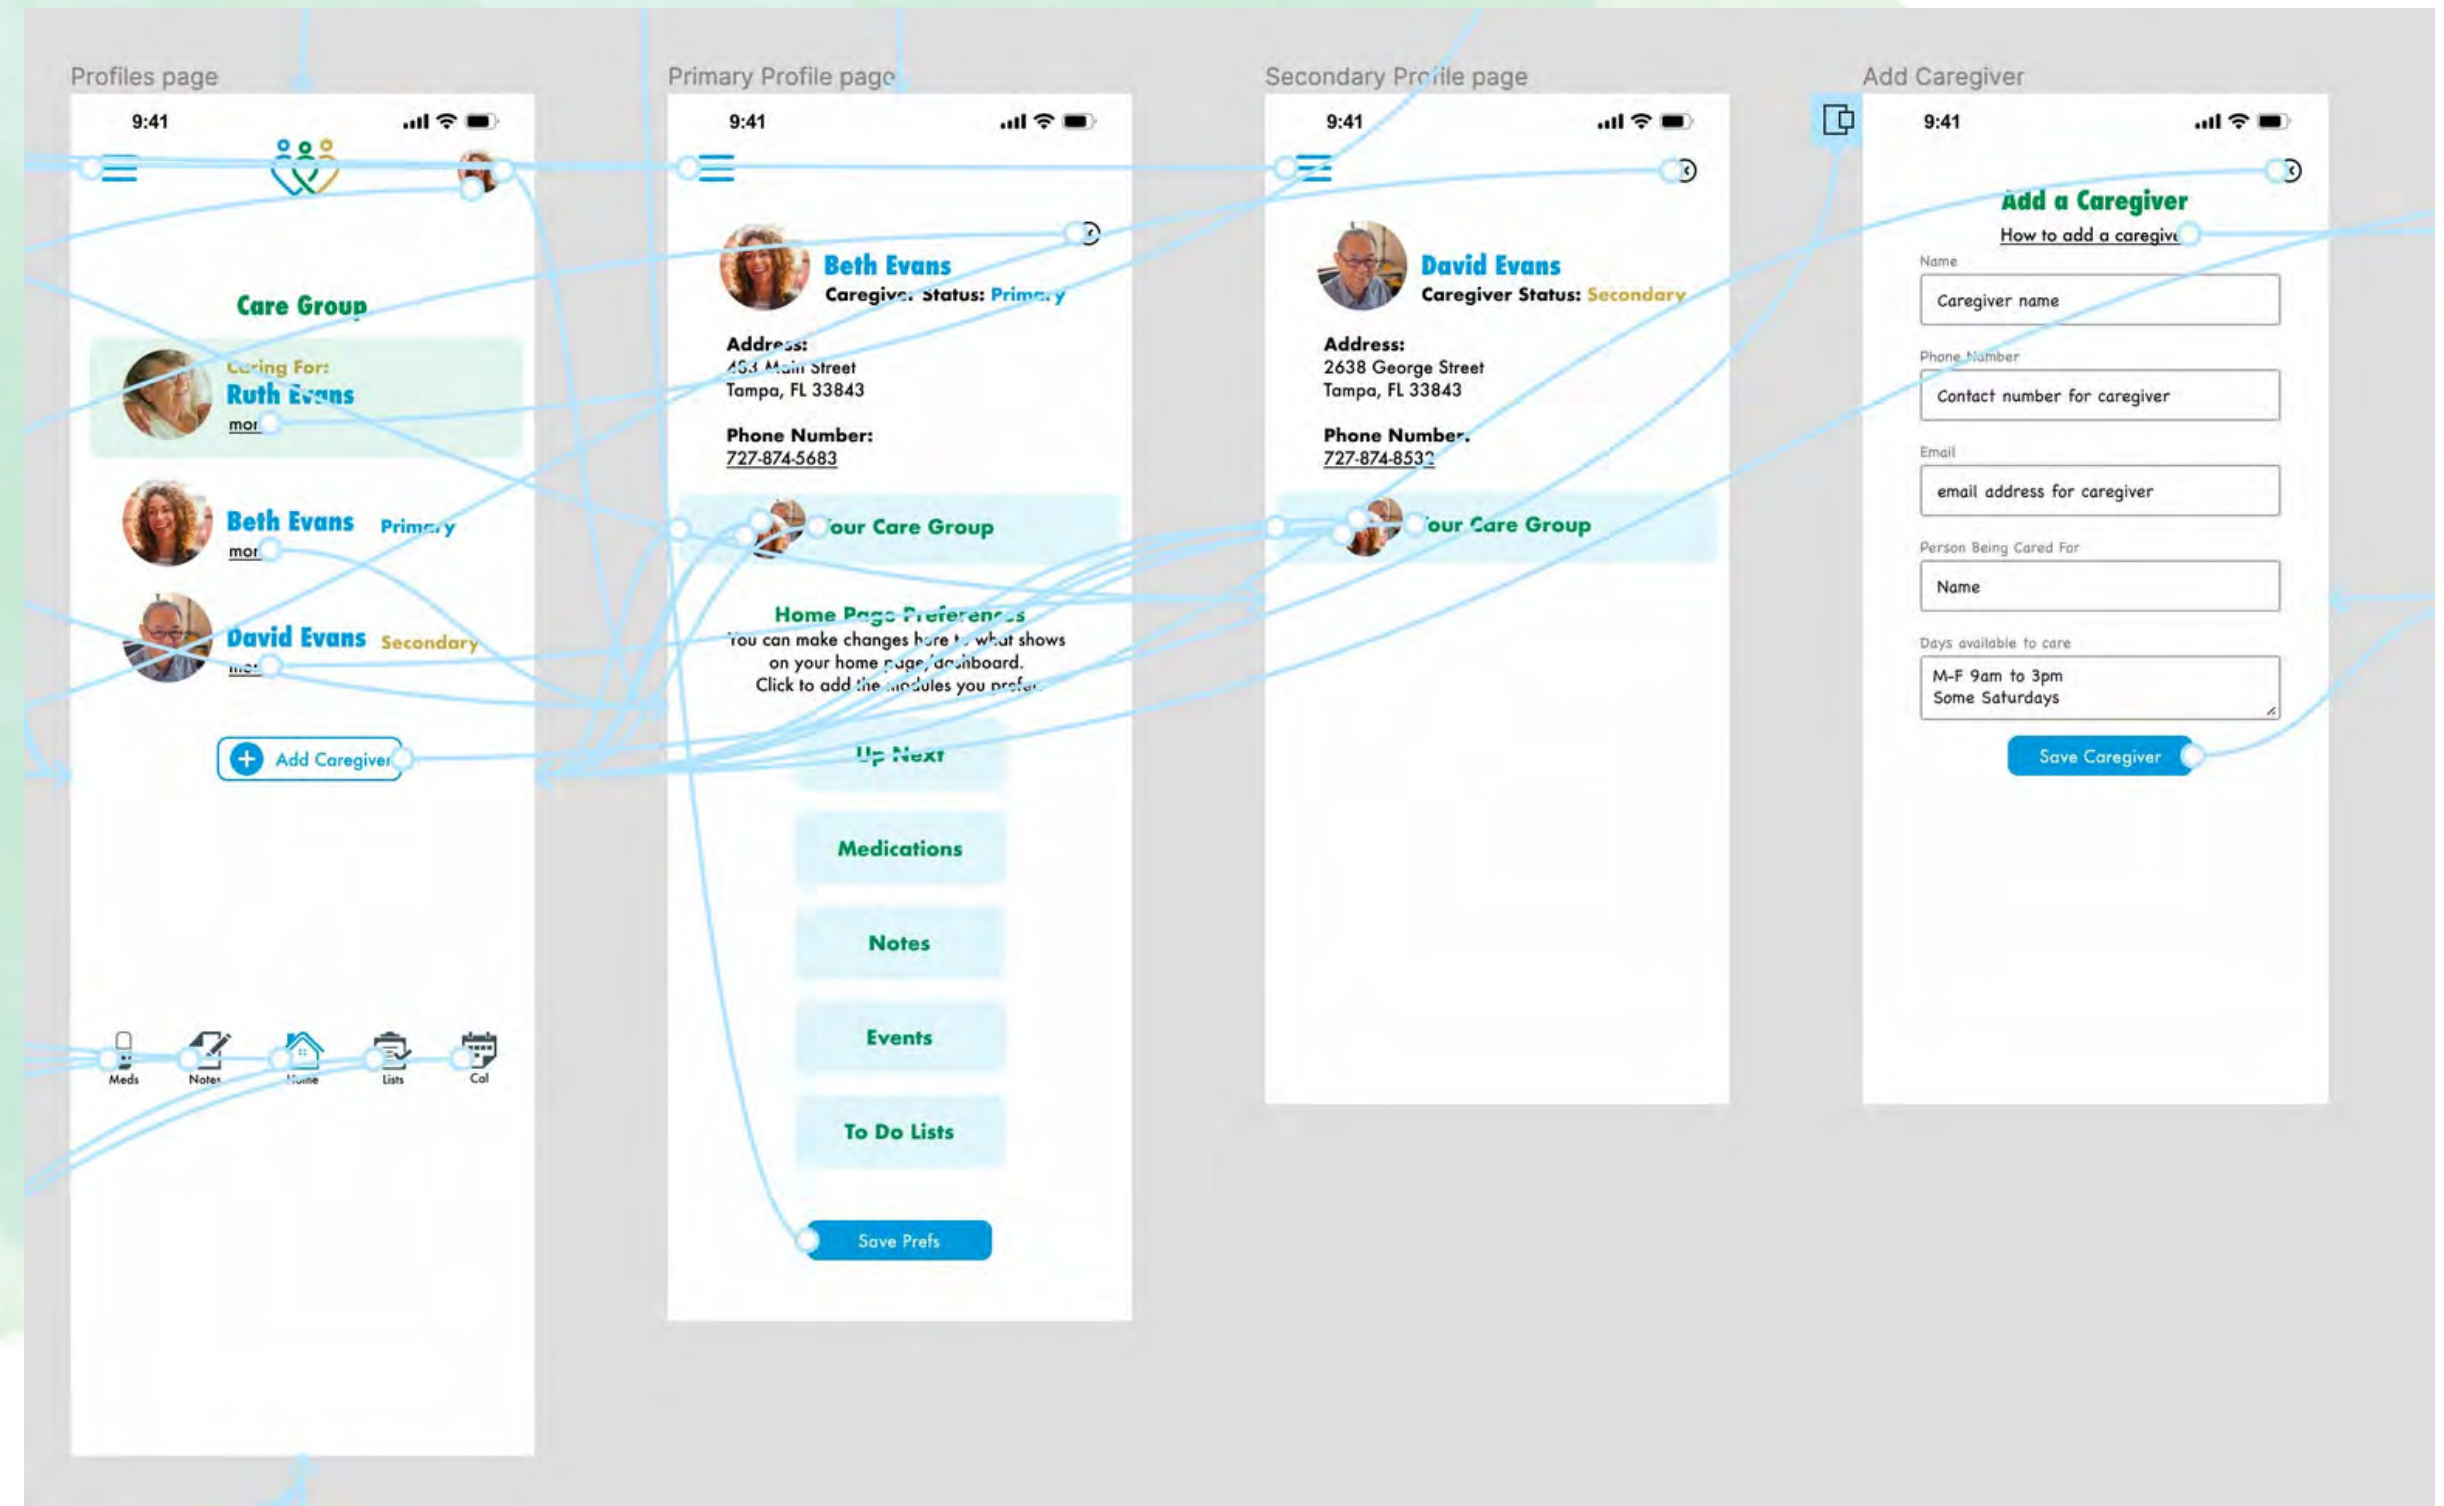 Profiles page
9:41
Care Group
Caring For:
Ruth Evans
Beth Evans Primary
David Evans Secondary
Add Caregiver
Meds Notes Home Lists Cal
Primary Profile page
9:41
Beth Evans
Caregiver Status: Primary
Address:
Main Street
Tampa, FL 33843
Phone Number:
727-874-5683
Your Care Group
Home Page Preferences
You can make changes here to what shows
on your home page/dashboard.
Click to add the modules you prefer.
Up Next
Medications
Notes
Events
To Do Lists
Save Prefs
Secondary Profile page
9:41
David Evans
Caregiver Status: Secondary
Address:
2638 George Street
Tampa, FL 33843
Phone Number:
727-874-8532
Your Care Group
Add Caregiver
9:41
Add a Caregiver
How to add a caregiver
Name
Caregiver name
Phone Number
Contact number for caregiver
Email
email address for caregiver
Person Being Cared For
Name
Days available to care
M-F 9am to 3pm
Some Saturdays
Save Caregiver